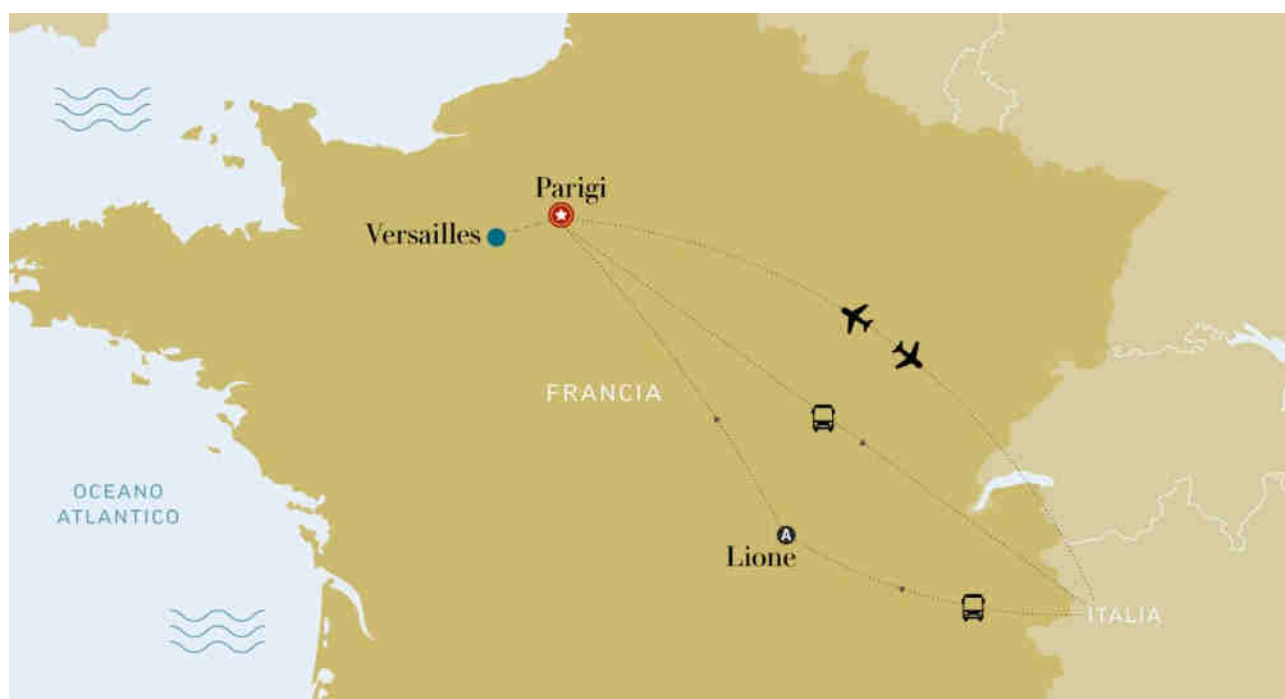 Parigi
Versailles
FRANCIA
OCEANO
ATLANTICO
A
Lione
ITALIA